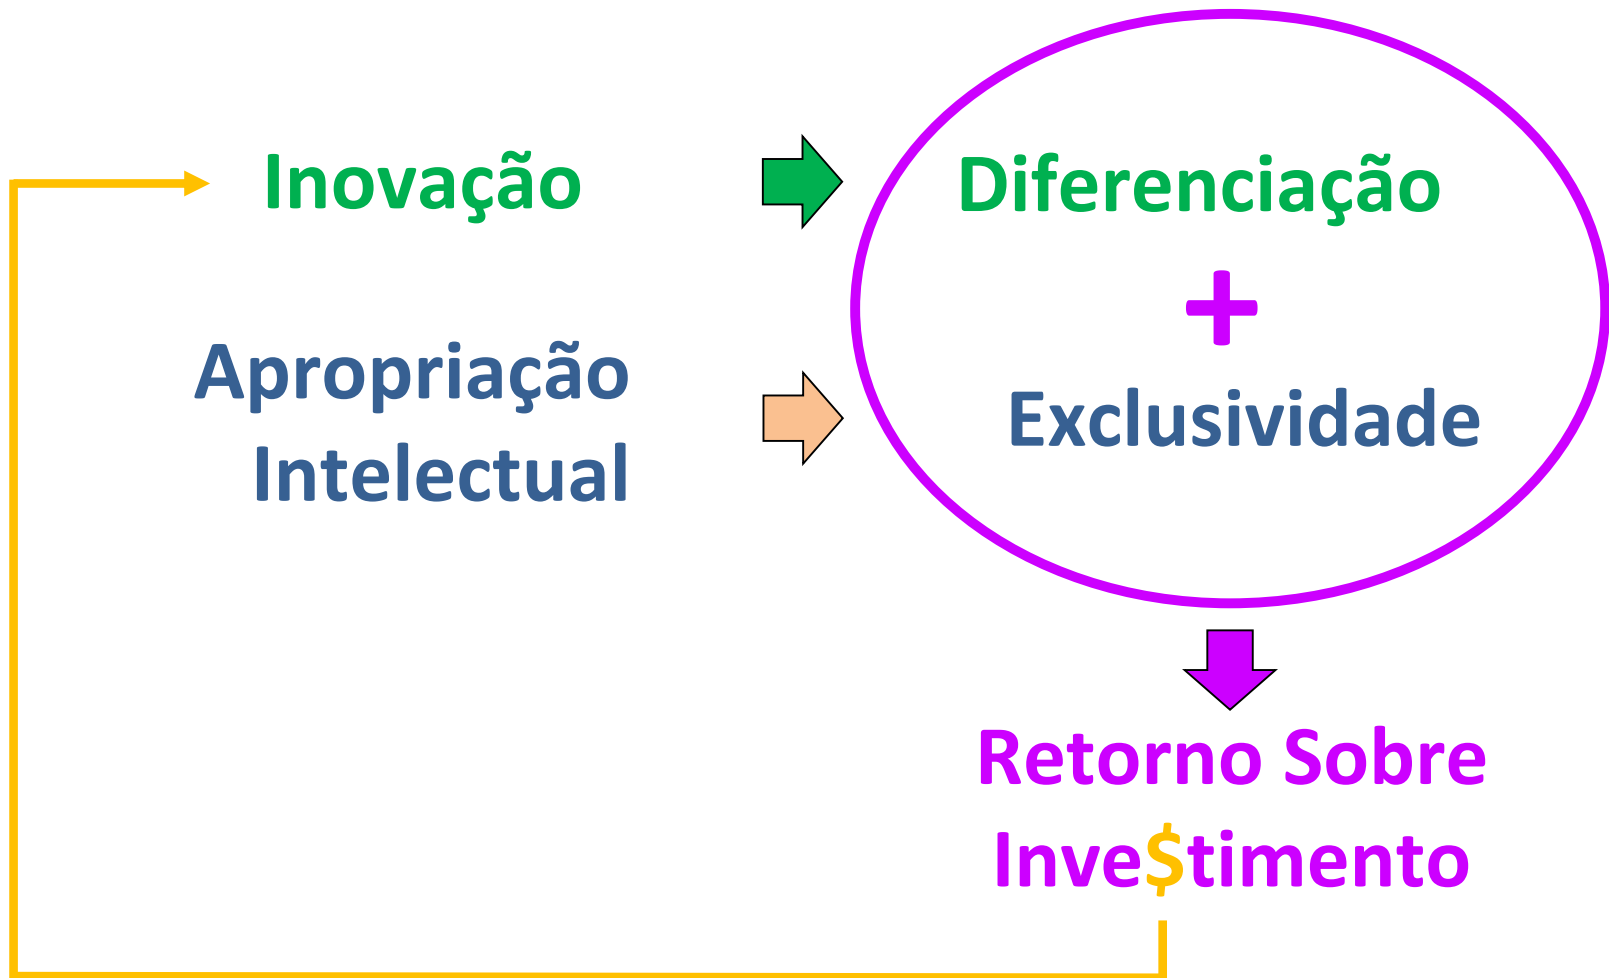 Inovação
Diferenciação
+
Apropriação
Intelectual
Exclusividade
Retorno Sobre
Inve$timento